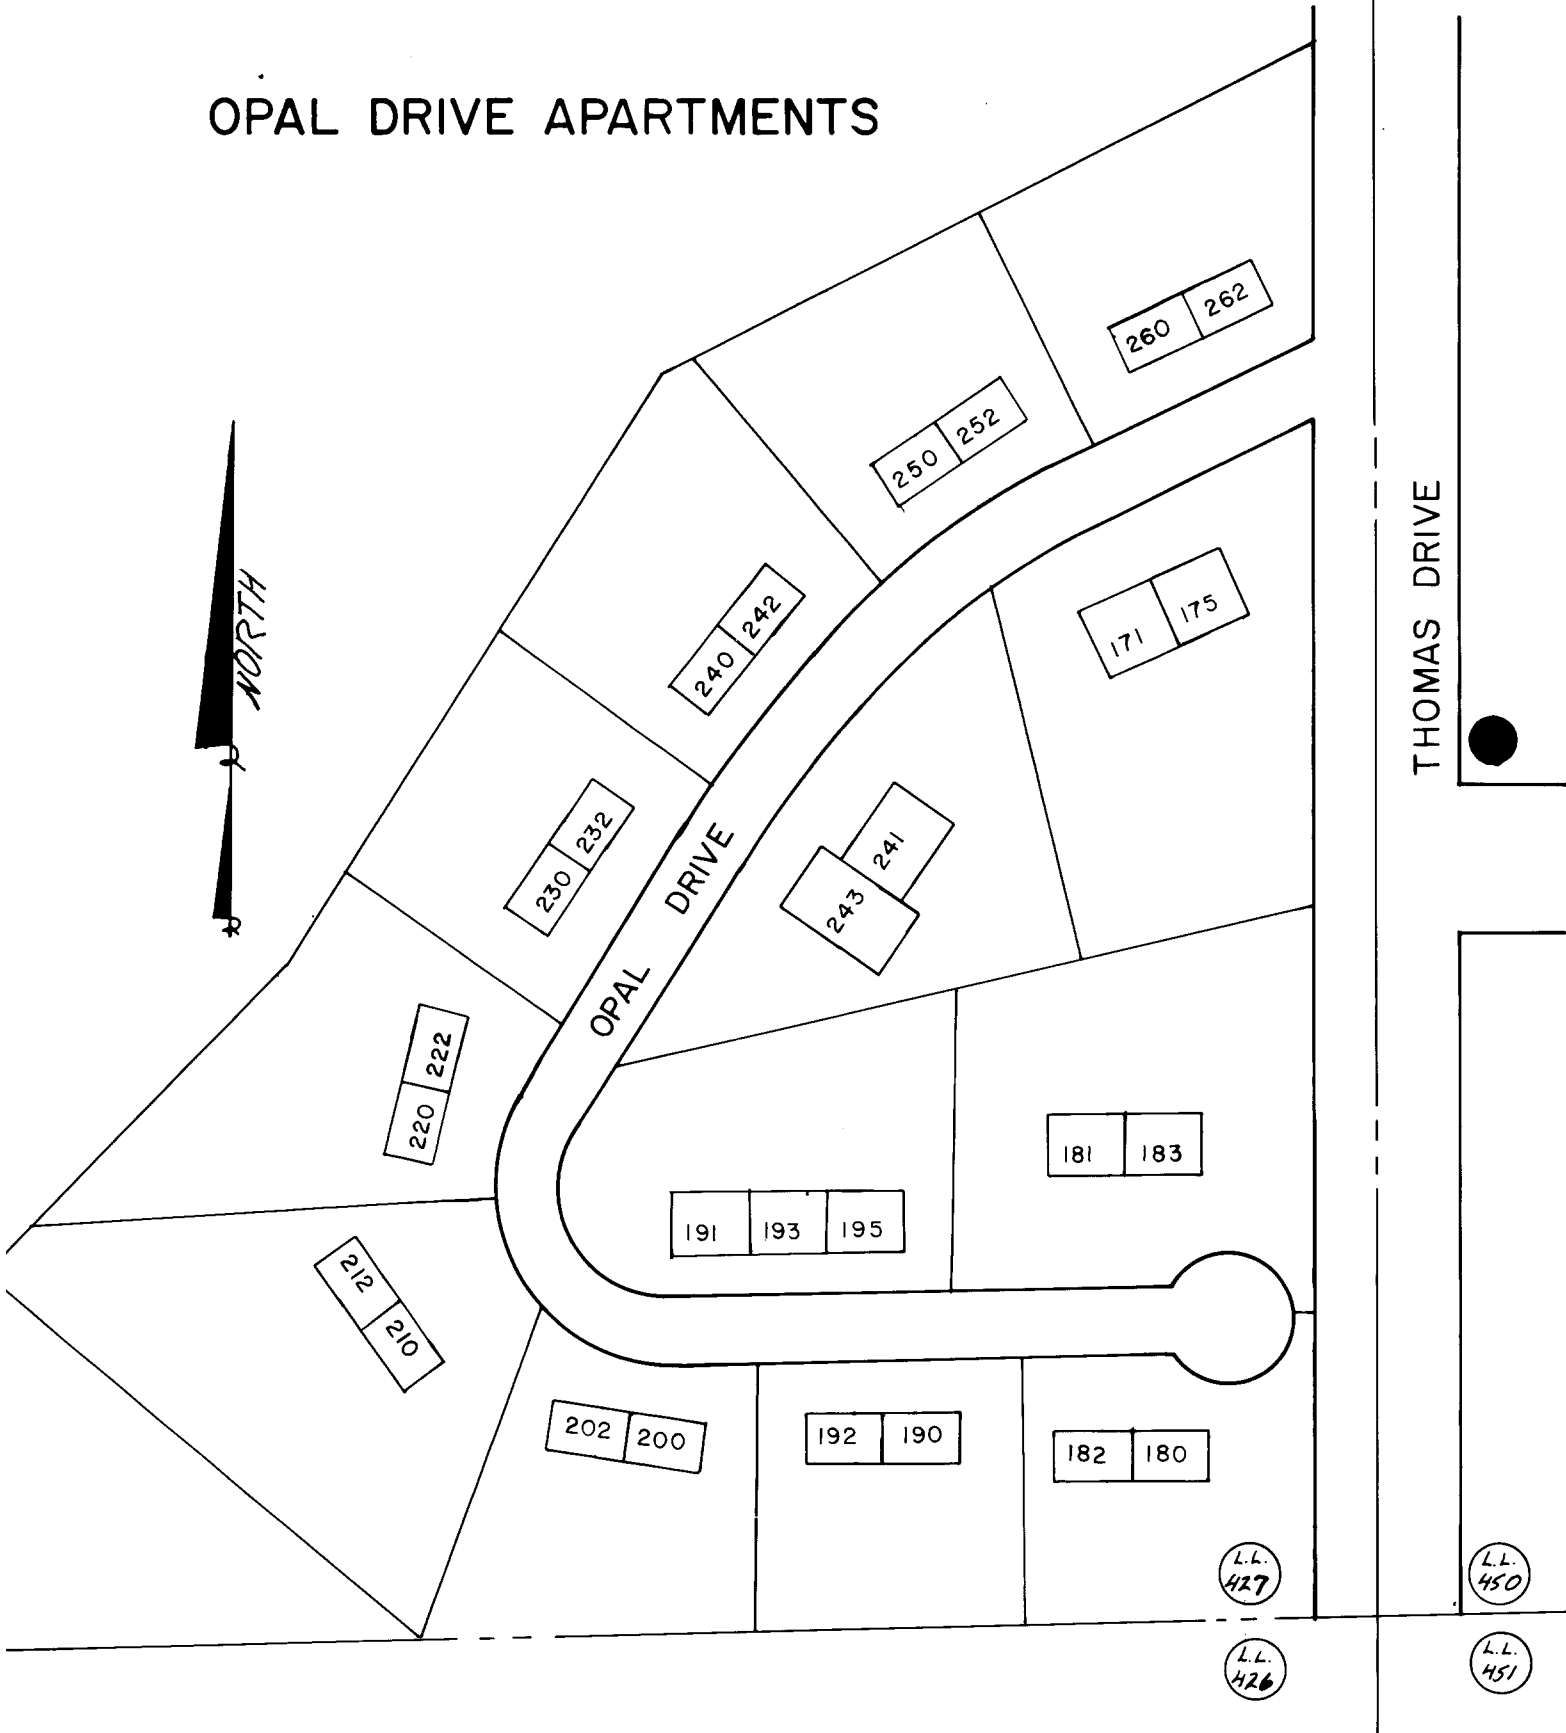 OPAL DRIVE APARTMENTS
260 262
250 252
240 242
230 232
220 222
212 210
202 200
192 190
182 180
171 175
241
243
191 193 195
181 183
OPAL DRIVE
THOMAS DRIVE
NORTH
L.L. 427
L.L. 450
L.L. 426
L.L. 451